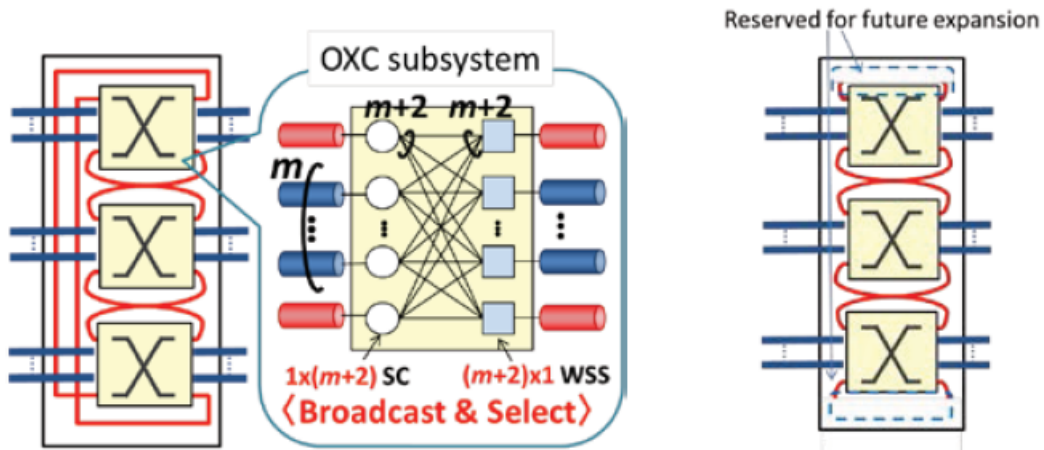 Reserved for future expansion
OXC subsystem
m+2 m+2
m
1x(m+2) SC (m+2)x1 WSS
〈Broadcast & Select〉